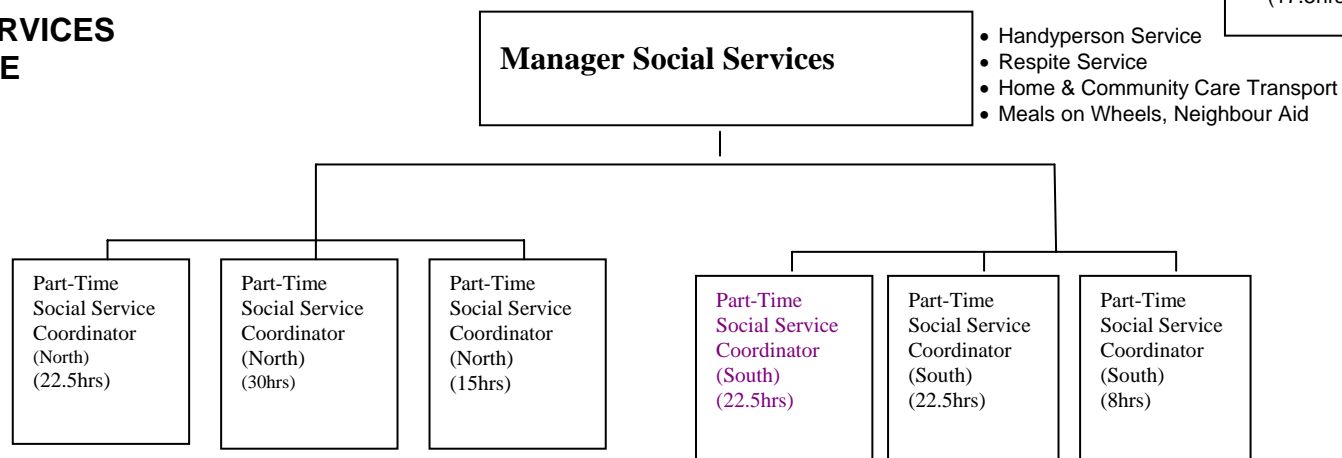 RVICES
E
Manager Social Services
• Handyperson Service
• Respite Service
• Home & Community Care Transport
• Meals on Wheels, Neighbour Aid
Part-Time
Social Service
Coordinator
(North)
(22.5hrs)
Part-Time
Social Service
Coordinator
(North)
(30hrs)
Part-Time
Social Service
Coordinator
(North)
(15hrs)
Part-Time
Social Service
Coordinator
(South)
(22.5hrs)
Part-Time
Social Service
Coordinator
(South)
(22.5hrs)
Part-Time
Social Service
Coordinator
(South)
(8hrs)